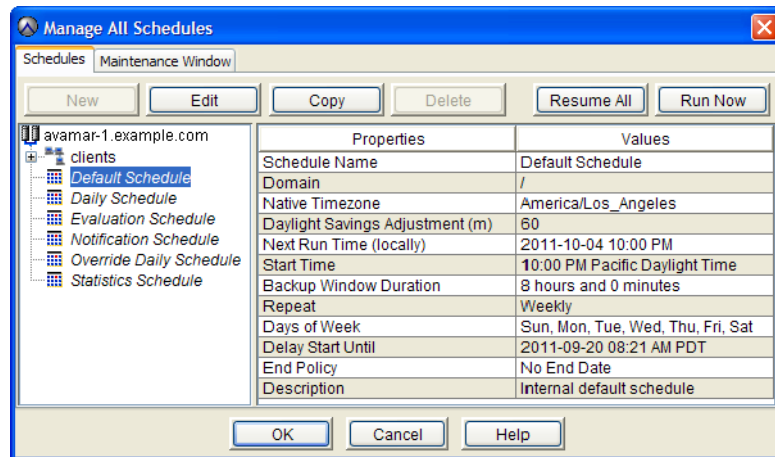 Manage All Schedules
Schedules Maintenance Window
New Edit Copy Delete Resume All Run Now
avamar-1.example.com
clients
Default Schedule
Daily Schedule
Evaluation Schedule
Notification Schedule
Override Daily Schedule
Statistics Schedule
Properties Values
Schedule Name Default Schedule
Domain /
Native Timezone America/Los_Angeles
Daylight Savings Adjustment (m) 60
Next Run Time (locally) 2011-10-04 10:00 PM
Start Time 10:00 PM Pacific Daylight Time
Backup Window Duration 8 hours and 0 minutes
Repeat Weekly
Days of Week Sun, Mon, Tue, Wed, Thu, Fri, Sat
Delay Start Until 2011-09-20 08:21 AM PDT
End Policy No End Date
Description Internal default schedule
OK Cancel Help